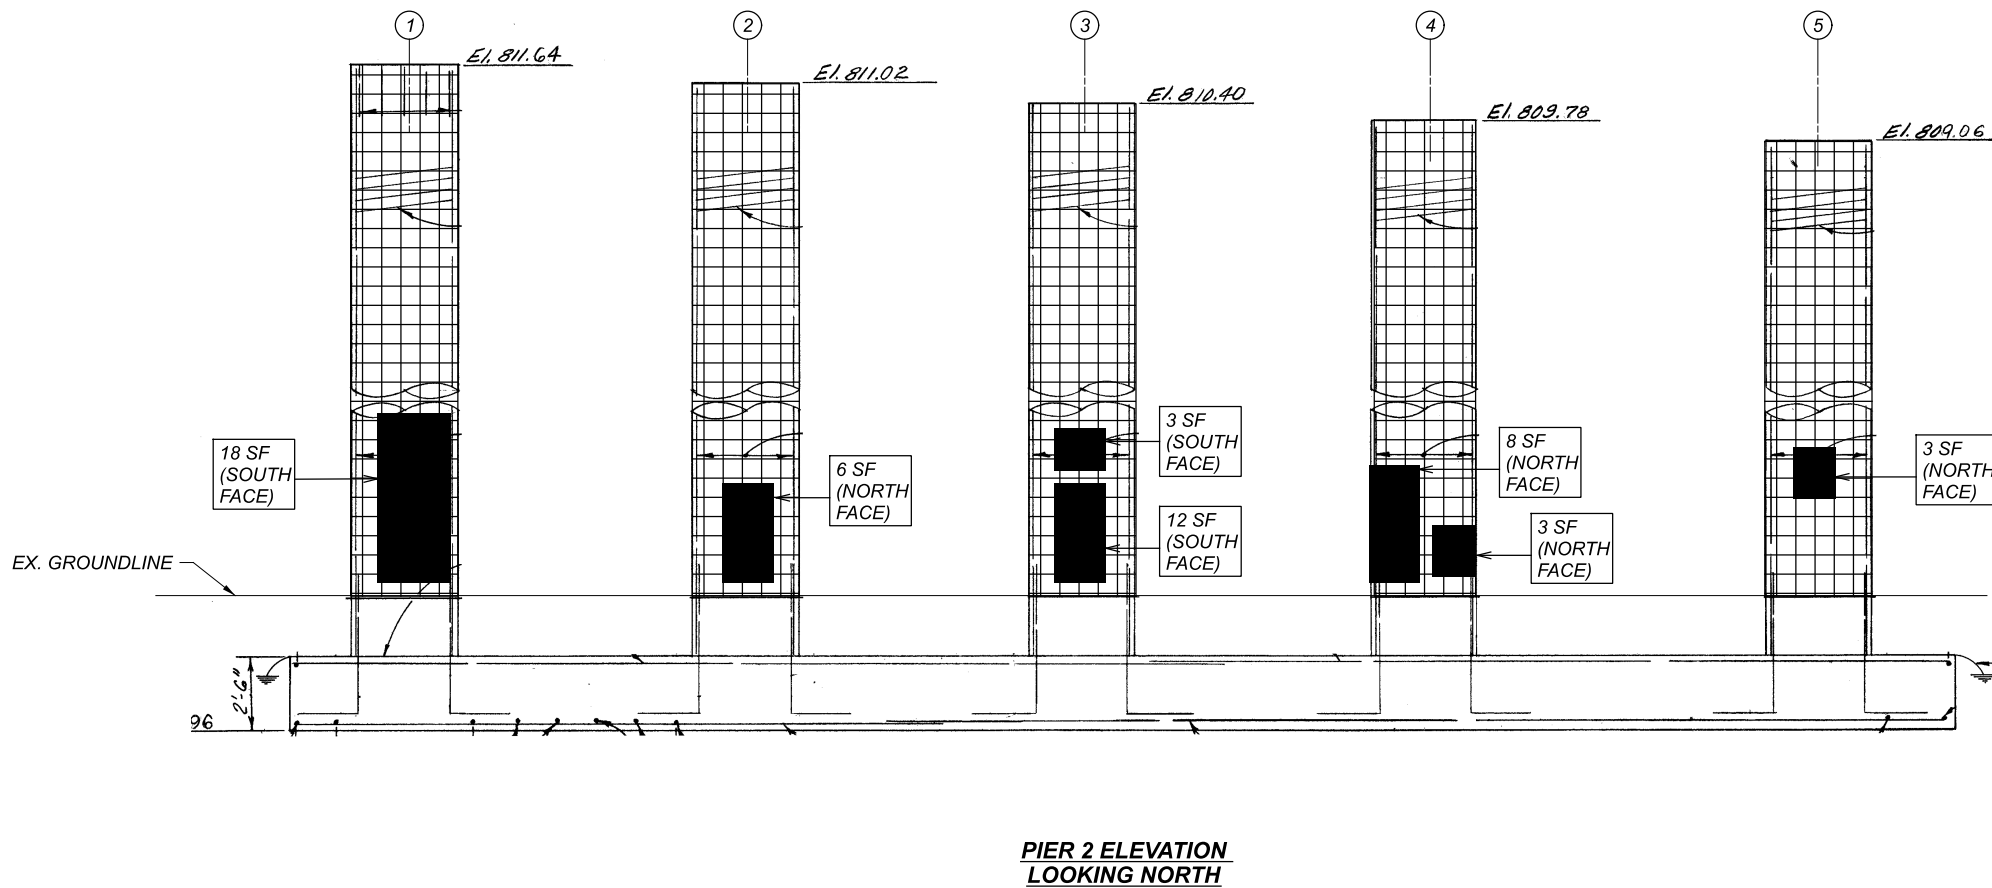 1
2
3
4
5
El. 811.64
El. 811.02
El. 810.40
El. 809.78
El. 809.06
18 SF
(SOUTH
FACE)
6 SF
(NORTH
FACE)
3 SF
(SOUTH
FACE)
12 SF
(SOUTH
FACE)
8 SF
(NORTH
FACE)
3 SF
(NORTH
FACE)
3 SF
(NORTH
FACE)
EX. GROUNDLINE
2'-6"
96
PIER 2 ELEVATION
LOOKING NORTH